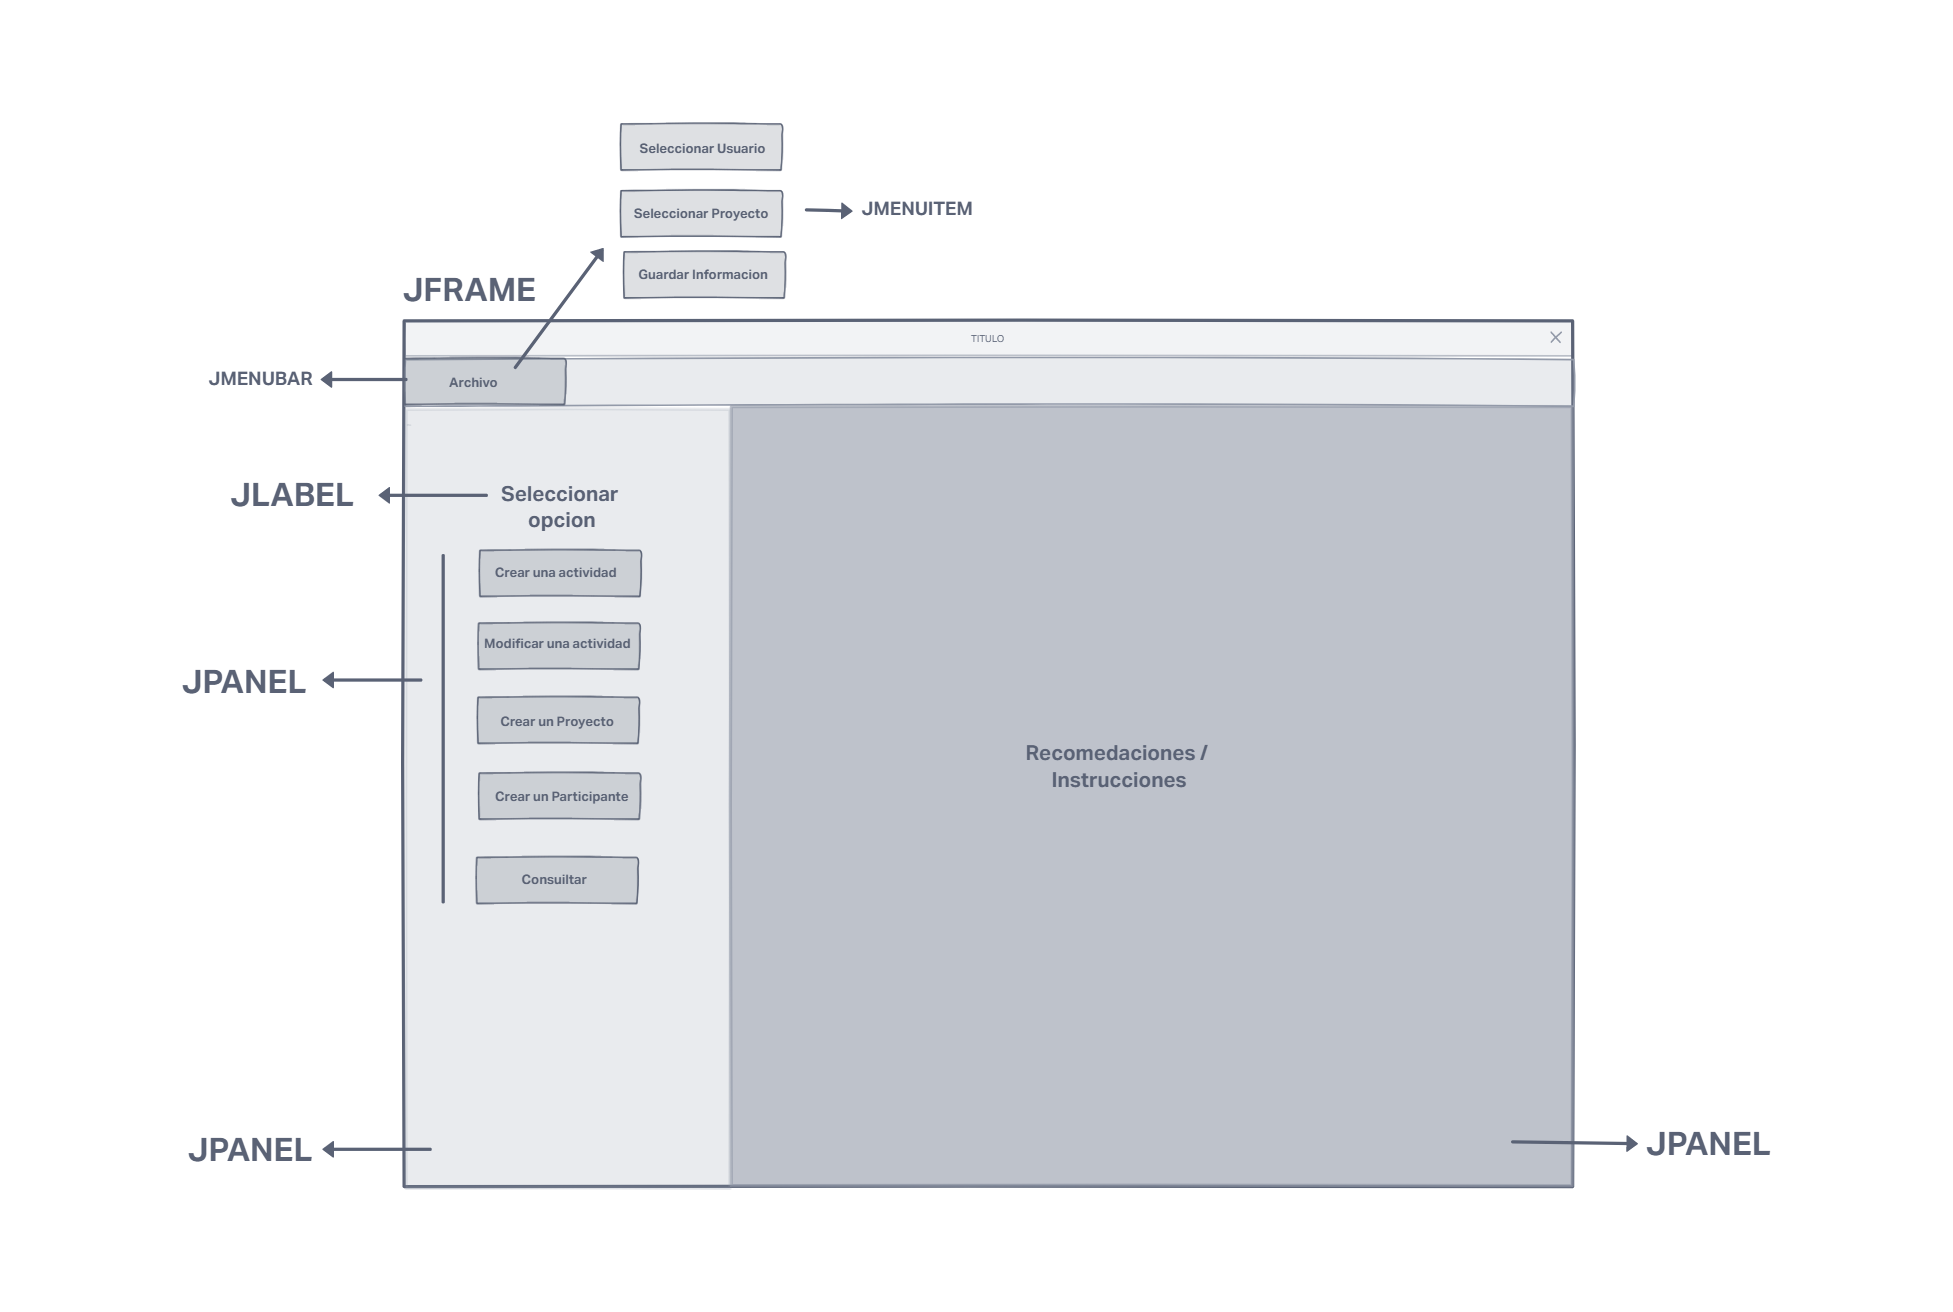 Seleccionar Usuario
Seleccionar Proyecto
JMENUITEM
Guardar Informacion
JFRAME
TITULO
JMENUBAR
Archivo
JLABEL
Seleccionar
opcion
Crear una actividad
Modificar una actividad
JPANEL
Crear un Proyecto
Recomedaciones /
Instrucciones
Crear un Participante
Consuiltar
JPANEL
JPANEL